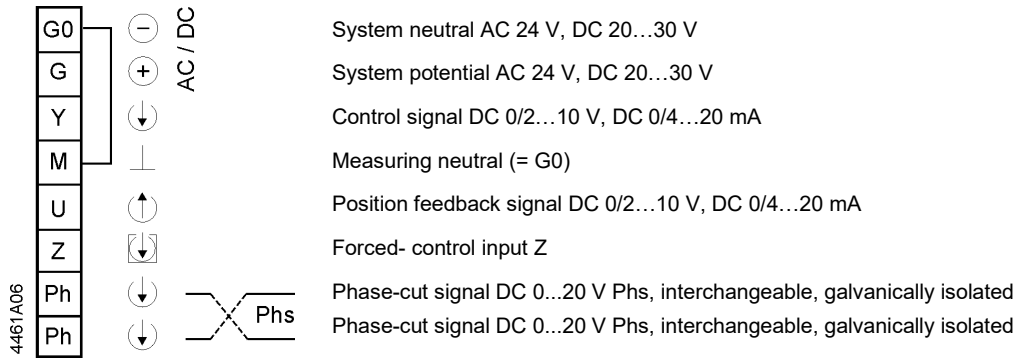 G0 − AC / DC System neutral AC 24 V, DC 20…30 V
G + System potential AC 24 V, DC 20…30 V
Y Control signal DC 0/2…10 V, DC 0/4…20 mA
M Measuring neutral (= G0)
U Position feedback signal DC 0/2…10 V, DC 0/4…20 mA
Z Forced- control input Z
Ph Phase-cut signal DC 0...20 V Phs, interchangeable, galvanically isolated
Phs
Ph Phase-cut signal DC 0...20 V Phs, interchangeable, galvanically isolated
4461A06